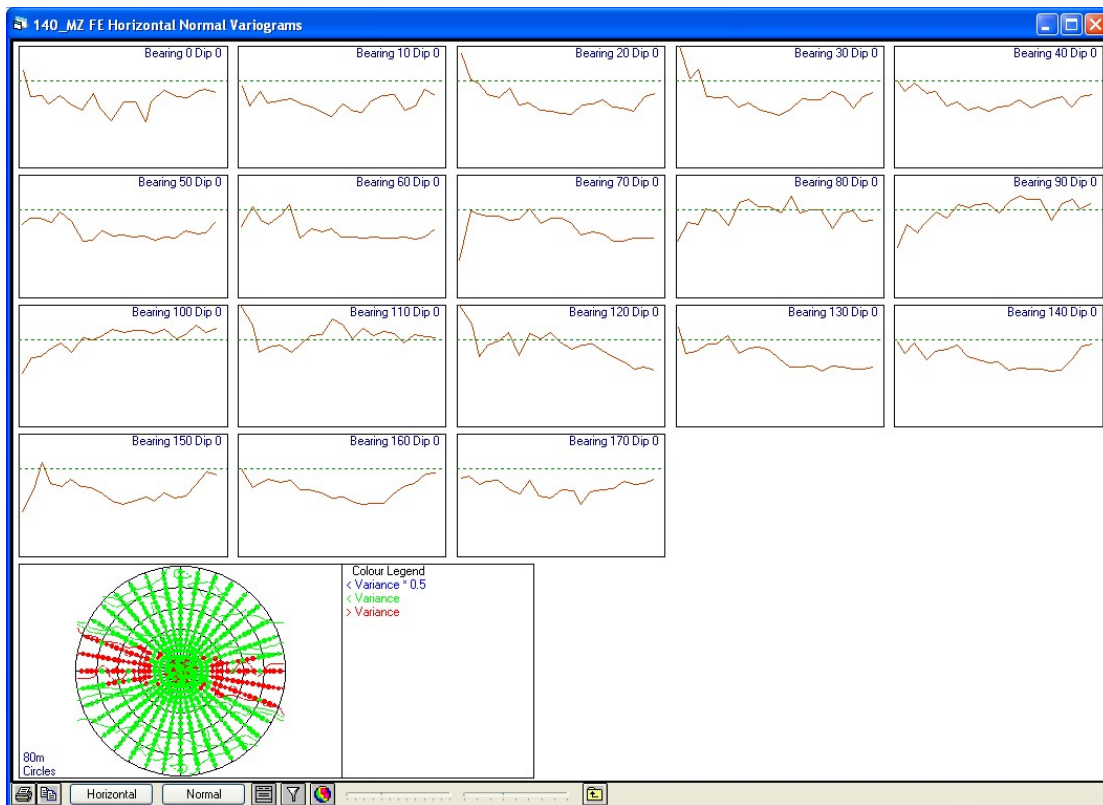 140_MZ FE Horizontal Normal Variograms
Bearing 0 Dip 0
Bearing 10 Dip 0
Bearing 20 Dip 0
Bearing 30 Dip 0
Bearing 40 Dip 0
Bearing 50 Dip 0
Bearing 60 Dip 0
Bearing 70 Dip 0
Bearing 80 Dip 0
Bearing 90 Dip 0
Bearing 100 Dip 0
Bearing 110 Dip 0
Bearing 120 Dip 0
Bearing 130 Dip 0
Bearing 140 Dip 0
Bearing 150 Dip 0
Bearing 160 Dip 0
Bearing 170 Dip 0
Colour Legend
< Variance * 0.5
< Variance
> Variance
80m
Circles
Horizontal
Normal